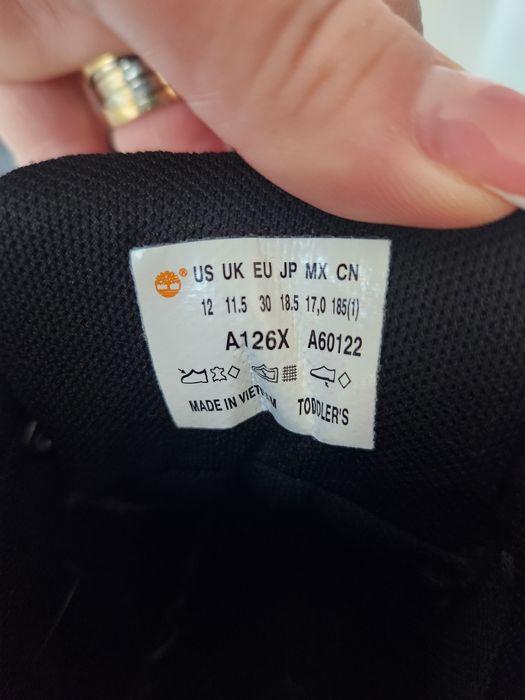 ® US UK EU JP MX CN
12 11.5 30 18.5 17,0 185(1)
A126X A60122
MADE IN VIETNAM TODDLER'S